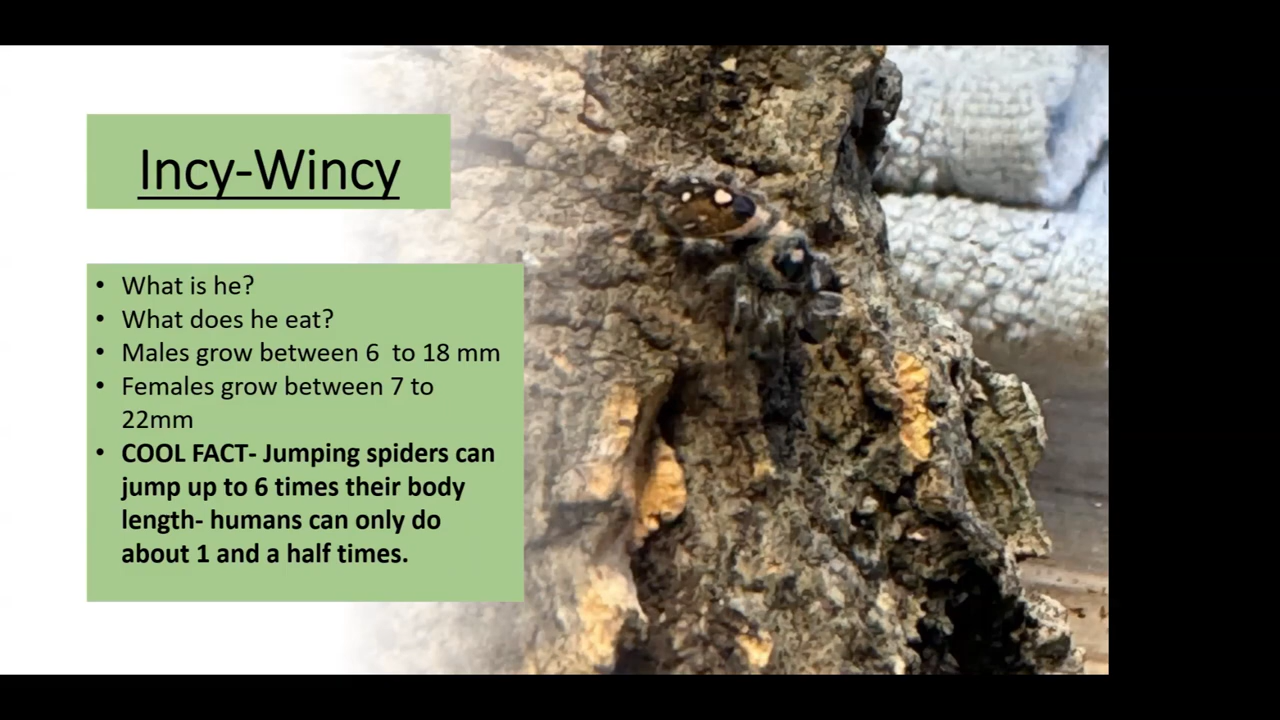 Incy-Wincy
• What is he?
• What does he eat?
• Males grow between 6  to 18 mm
• Females grow between 7 to
22mm
• COOL FACT- Jumping spiders can
jump up to 6 times their body
length- humans can only do
about 1 and a half times.